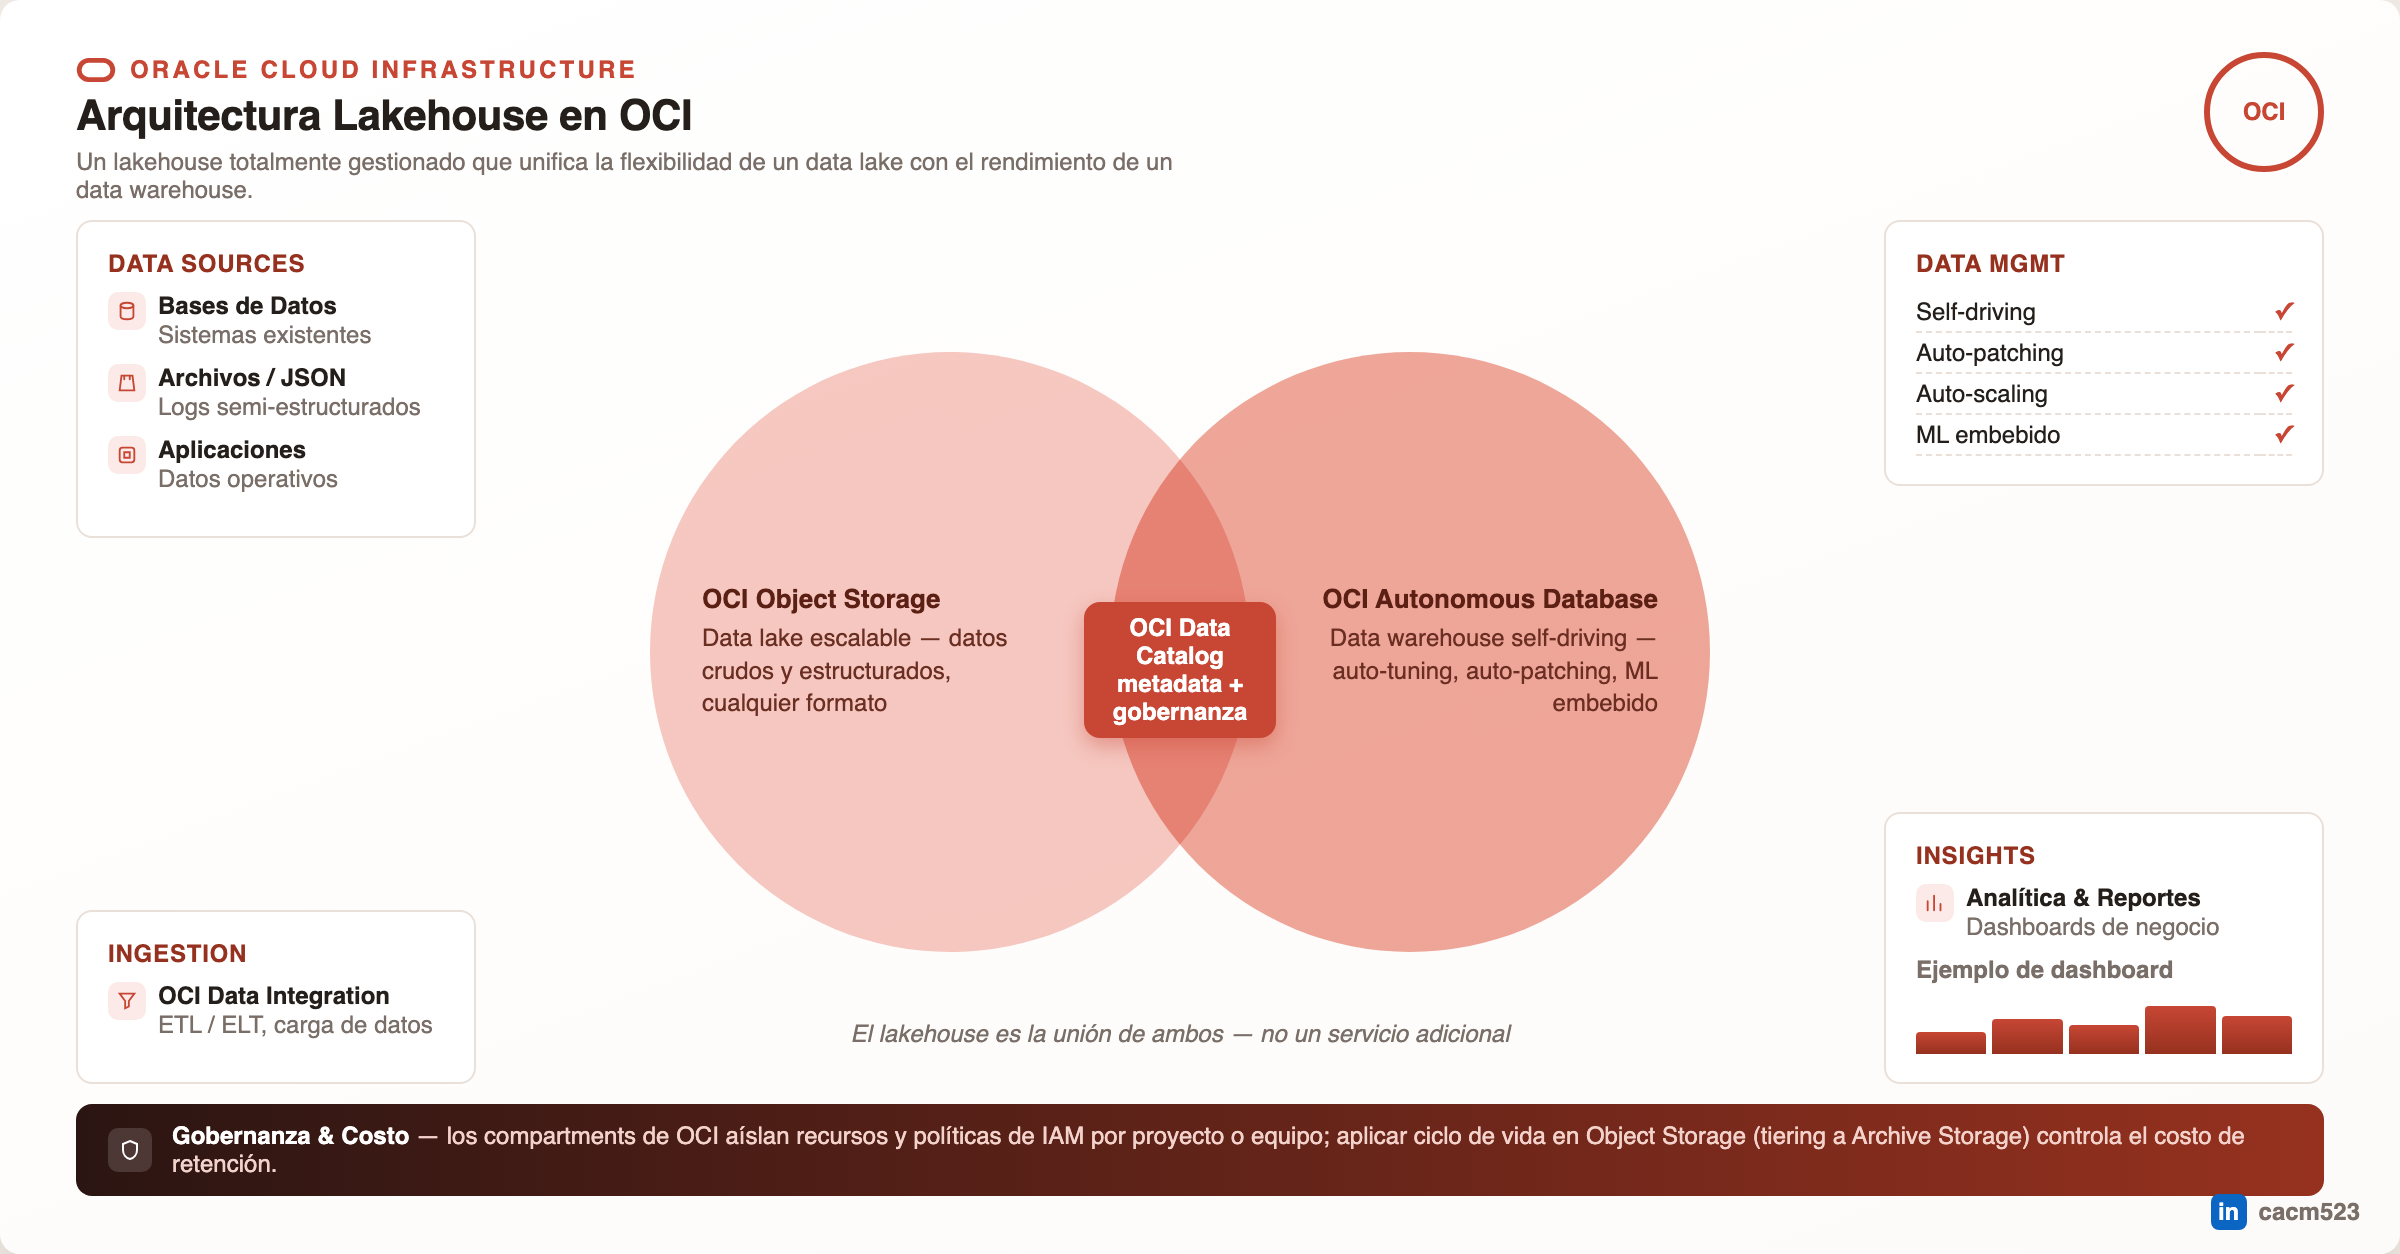 ORACLE CLOUD INFRASTRUCTURE
Arquitectura Lakehouse en OCI
Un lakehouse totalmente gestionado que unifica la flexibilidad de un data lake con el rendimiento de un
data warehouse.
OCI
DATA SOURCES
Bases de Datos
Sistemas existentes
Archivos / JSON
Logs semi-estructurados
Aplicaciones
Datos operativos
INGESTION
OCI Data Integration
ETL / ELT, carga de datos
OCI Object Storage
Data lake escalable — datos
crudos y estructurados,
cualquier formato
OCI Data
Catalog
metadata +
gobernanza
OCI Autonomous Database
Data warehouse self-driving —
auto-tuning, auto-patching, ML
embebido
El lakehouse es la unión de ambos — no un servicio adicional
DATA MGMT
Self-driving ✓
Auto-patching ✓
Auto-scaling ✓
ML embebido ✓
INSIGHTS
Analítica & Reportes
Dashboards de negocio
Ejemplo de dashboard
Gobernanza & Costo — los compartments de OCI aíslan recursos y políticas de IAM por proyecto o equipo; aplicar ciclo de vida en Object Storage (tiering a Archive Storage) controla el costo de
retención.
in cacm523